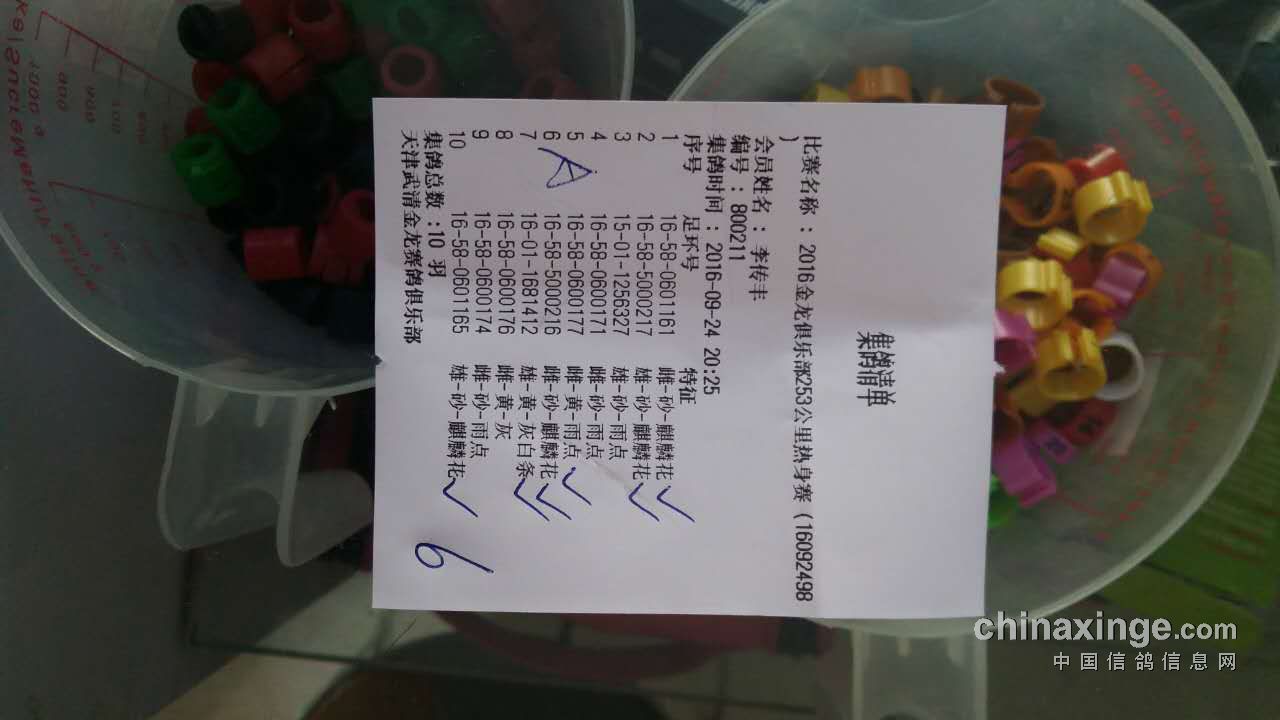 集鸽清单
比赛名称 : 2016金龙俱乐部253公里热身赛 (16092498
)
会员姓名 : 李传丰
编号 : 800211
集鸽时间 : 2016-09-24 20:25
序号 足环号 特征
1 16-58-0601161 雌-砂-麒麟花 ✓
2 16-58-5000217 雄-砂-麒麟花 ✓
3 15-01-1256327 雄-砂-雨点
4 16-58-0600171 雌-砂-雨点
5 16-58-0600177 雌-黄-雨点 ✓
6 16-58-5000216 雌-砂-麒麟花 ✓
7 16-01-1681412 雄-黄-灰白条 ✓
8 16-58-0600176 雌-黄-灰
9 16-58-0600174 雌-砂-雨点
10 16-58-0601165 雄-砂-麒麟花 ✓
集鸽总数 :10 羽
天津武清金龙赛鸽俱乐部
A
6
chinaxinge.com
中国信鸽信息网